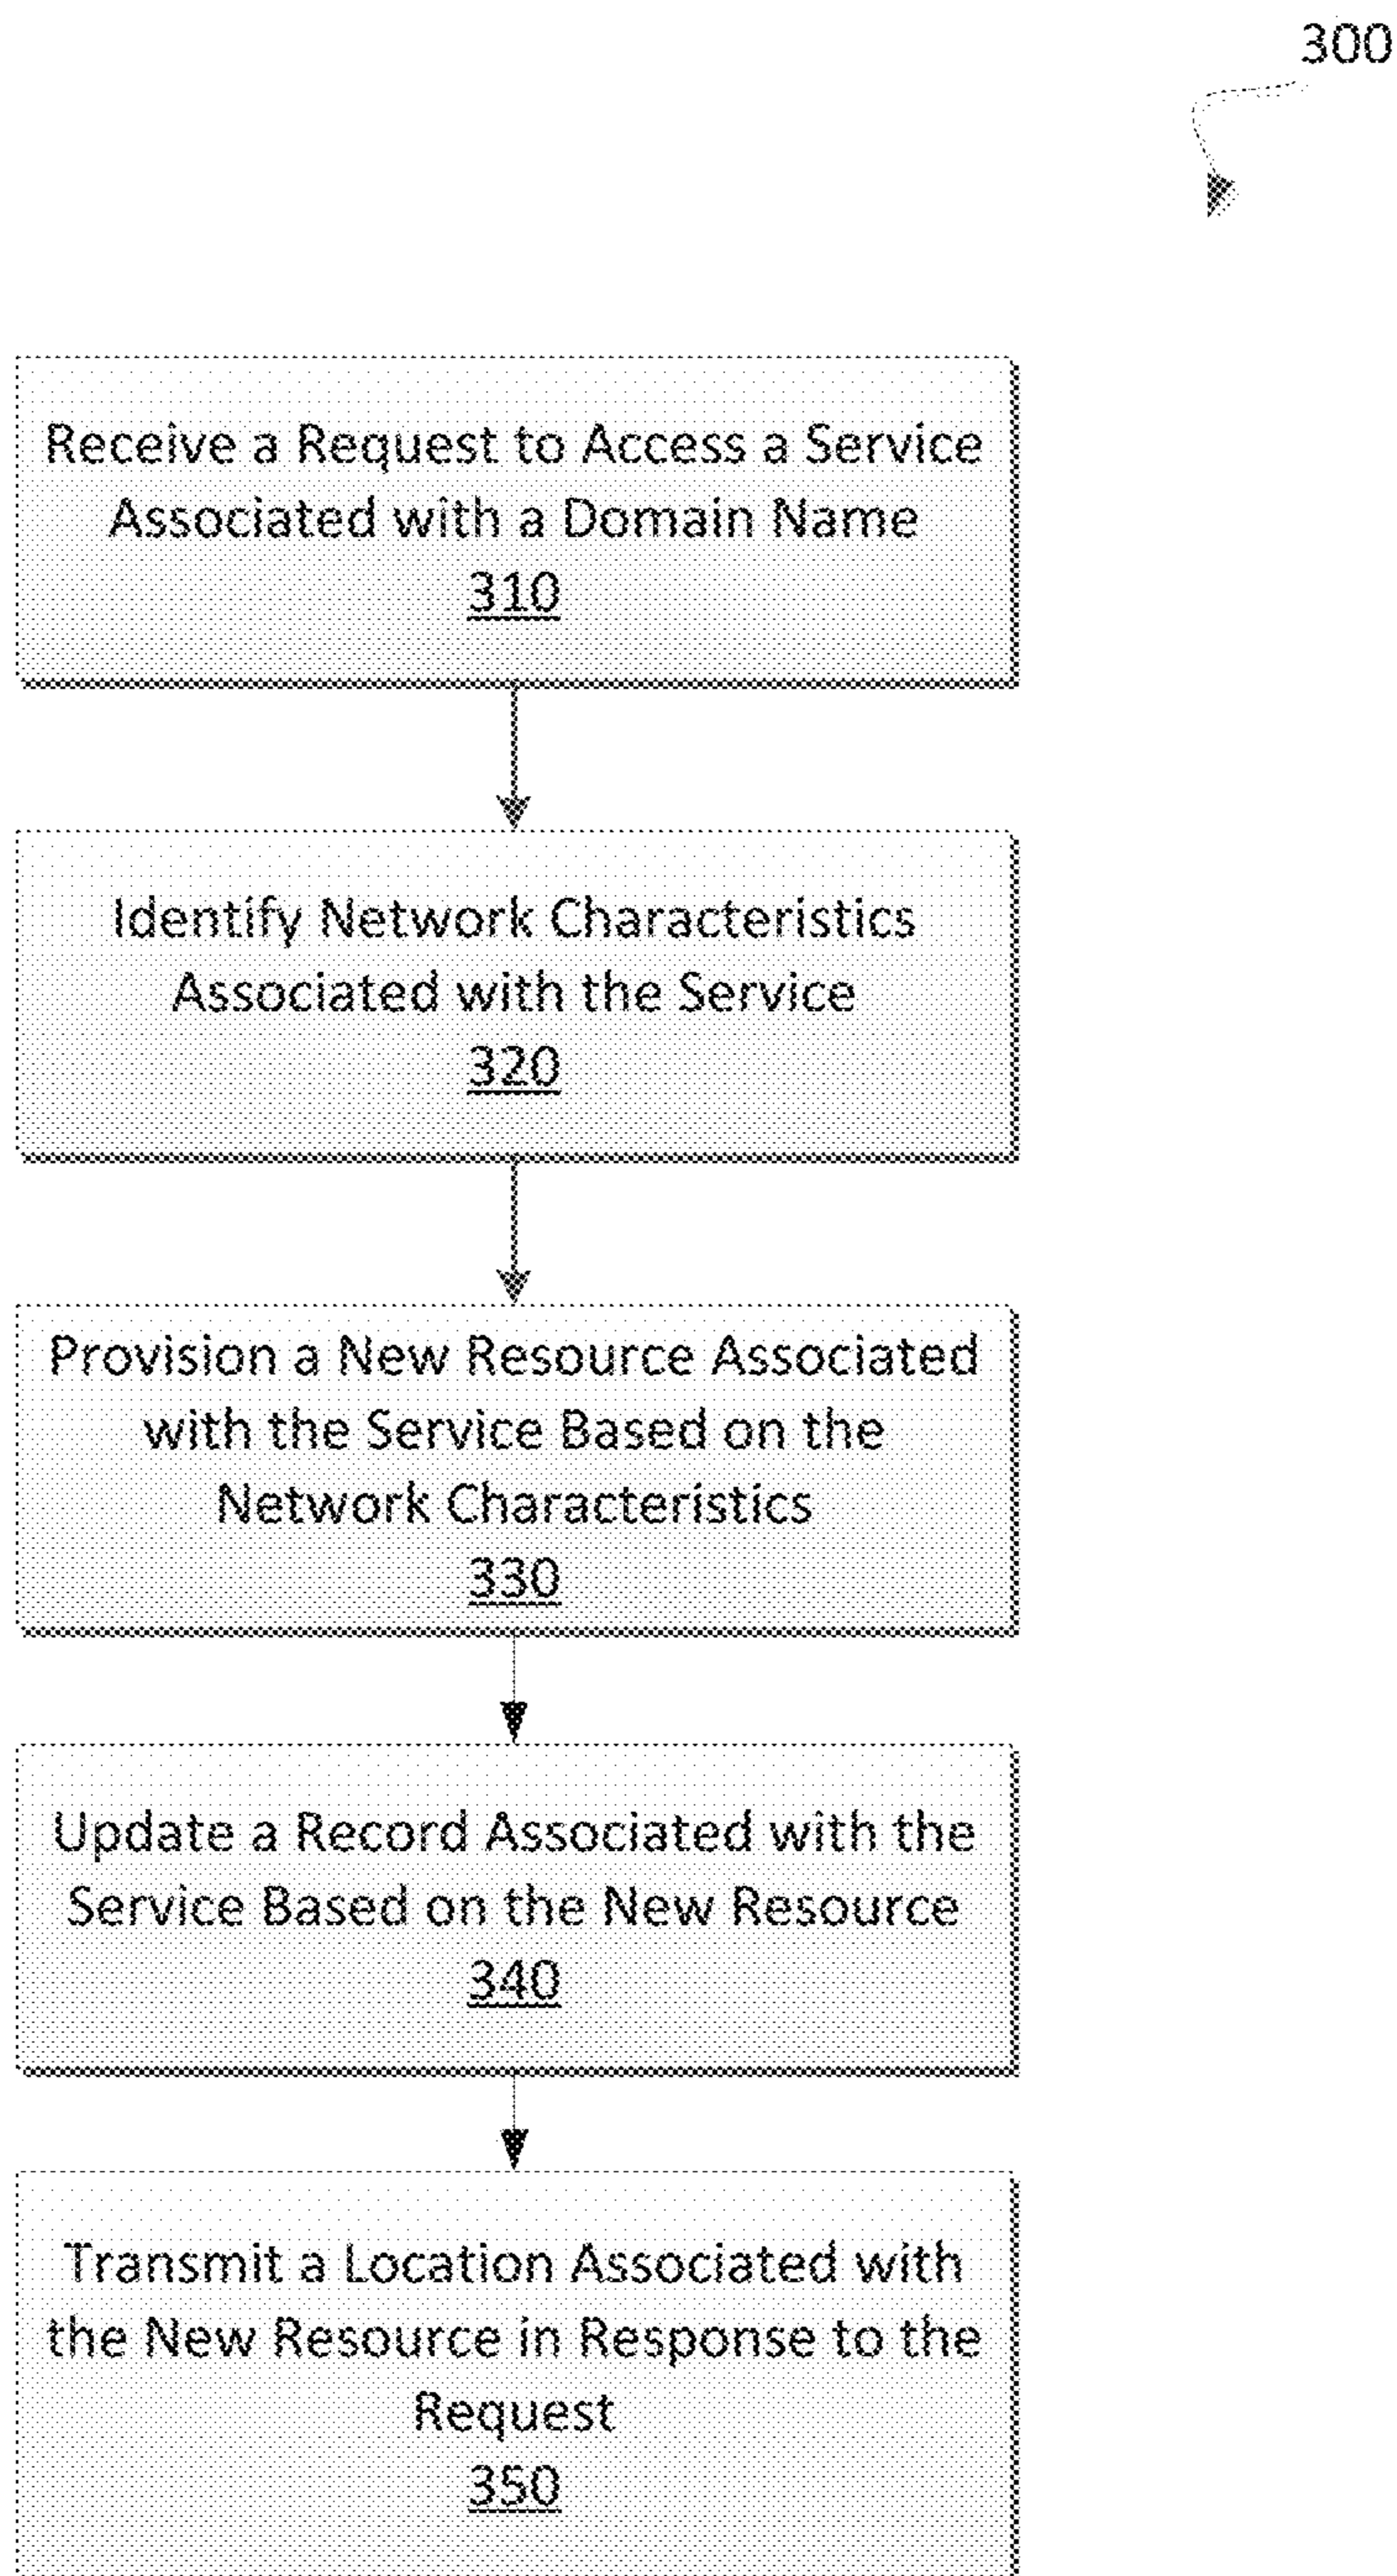 300
Receive a Request to Access a Service
Associated with a Domain Name
310
Identify Network Characteristics
Associated with the Service
320
Provision a New Resource Associated
with the Service Based on the
Network Characteristics
330
Update a Record Associated with the
Service Based on the New Resource
340
Transmit a Location Associated with
the New Resource in Response to the
Request
350